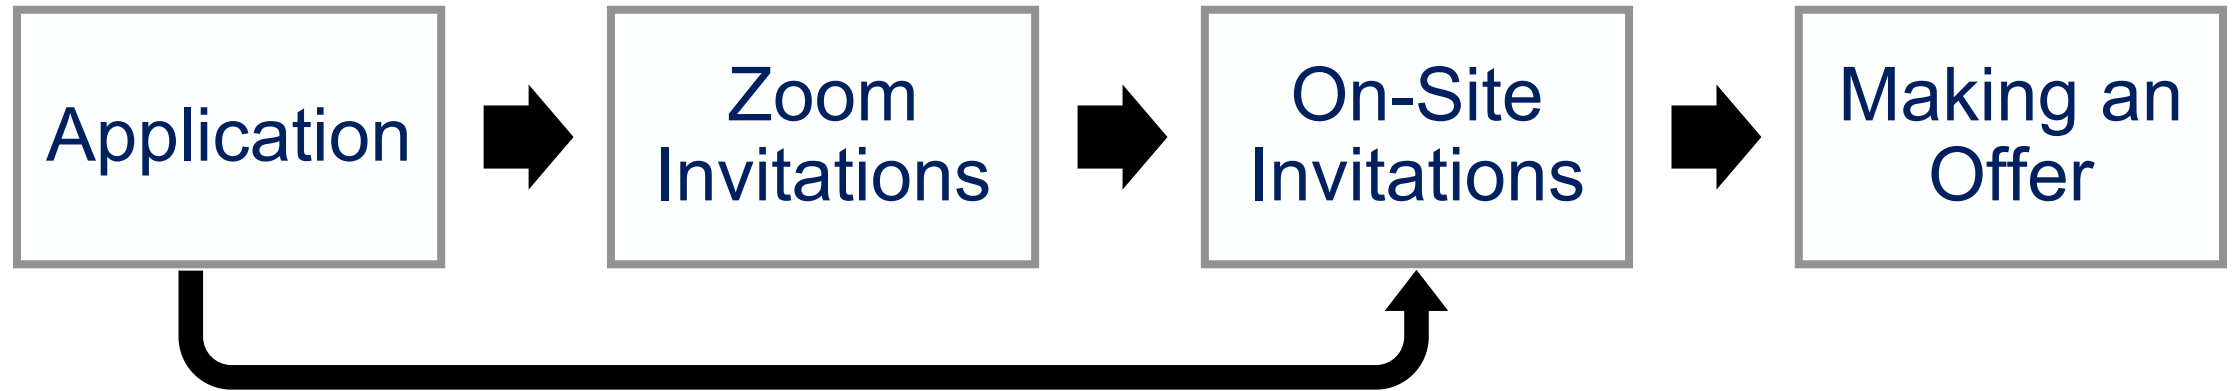 Application
Zoom
Invitations
On-Site
Invitations
Making an
Offer